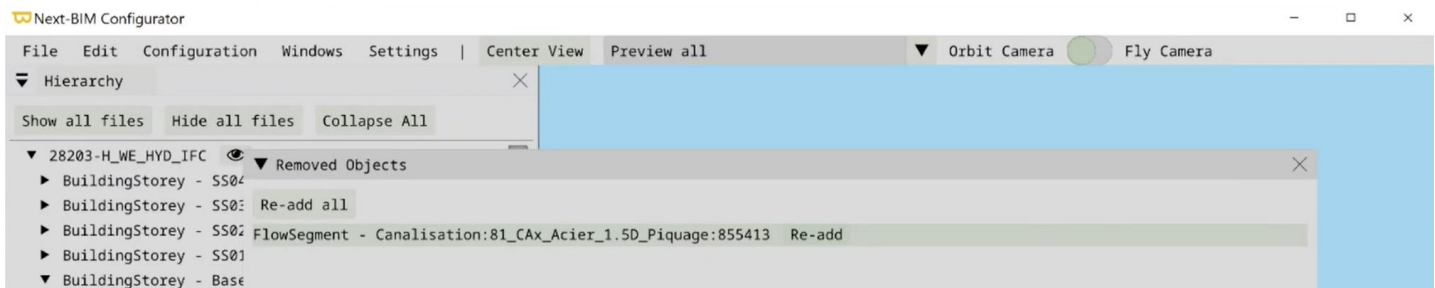 Next-BIM Configurator
File Edit Configuration Windows Settings | Center View Preview all Orbit Camera Fly Camera
Hierarchy
Show all files Hide all files Collapse All
28203-H_WE_HYD_IFC
Removed Objects
BuildingStorey - SS04
Re-add all
BuildingStorey - SS03
FlowSegment - Canalisation:81_CAx_Acier_1.5D_Piquage:855413 Re-add
BuildingStorey - SS02
BuildingStorey - SS01
BuildingStorey - Base